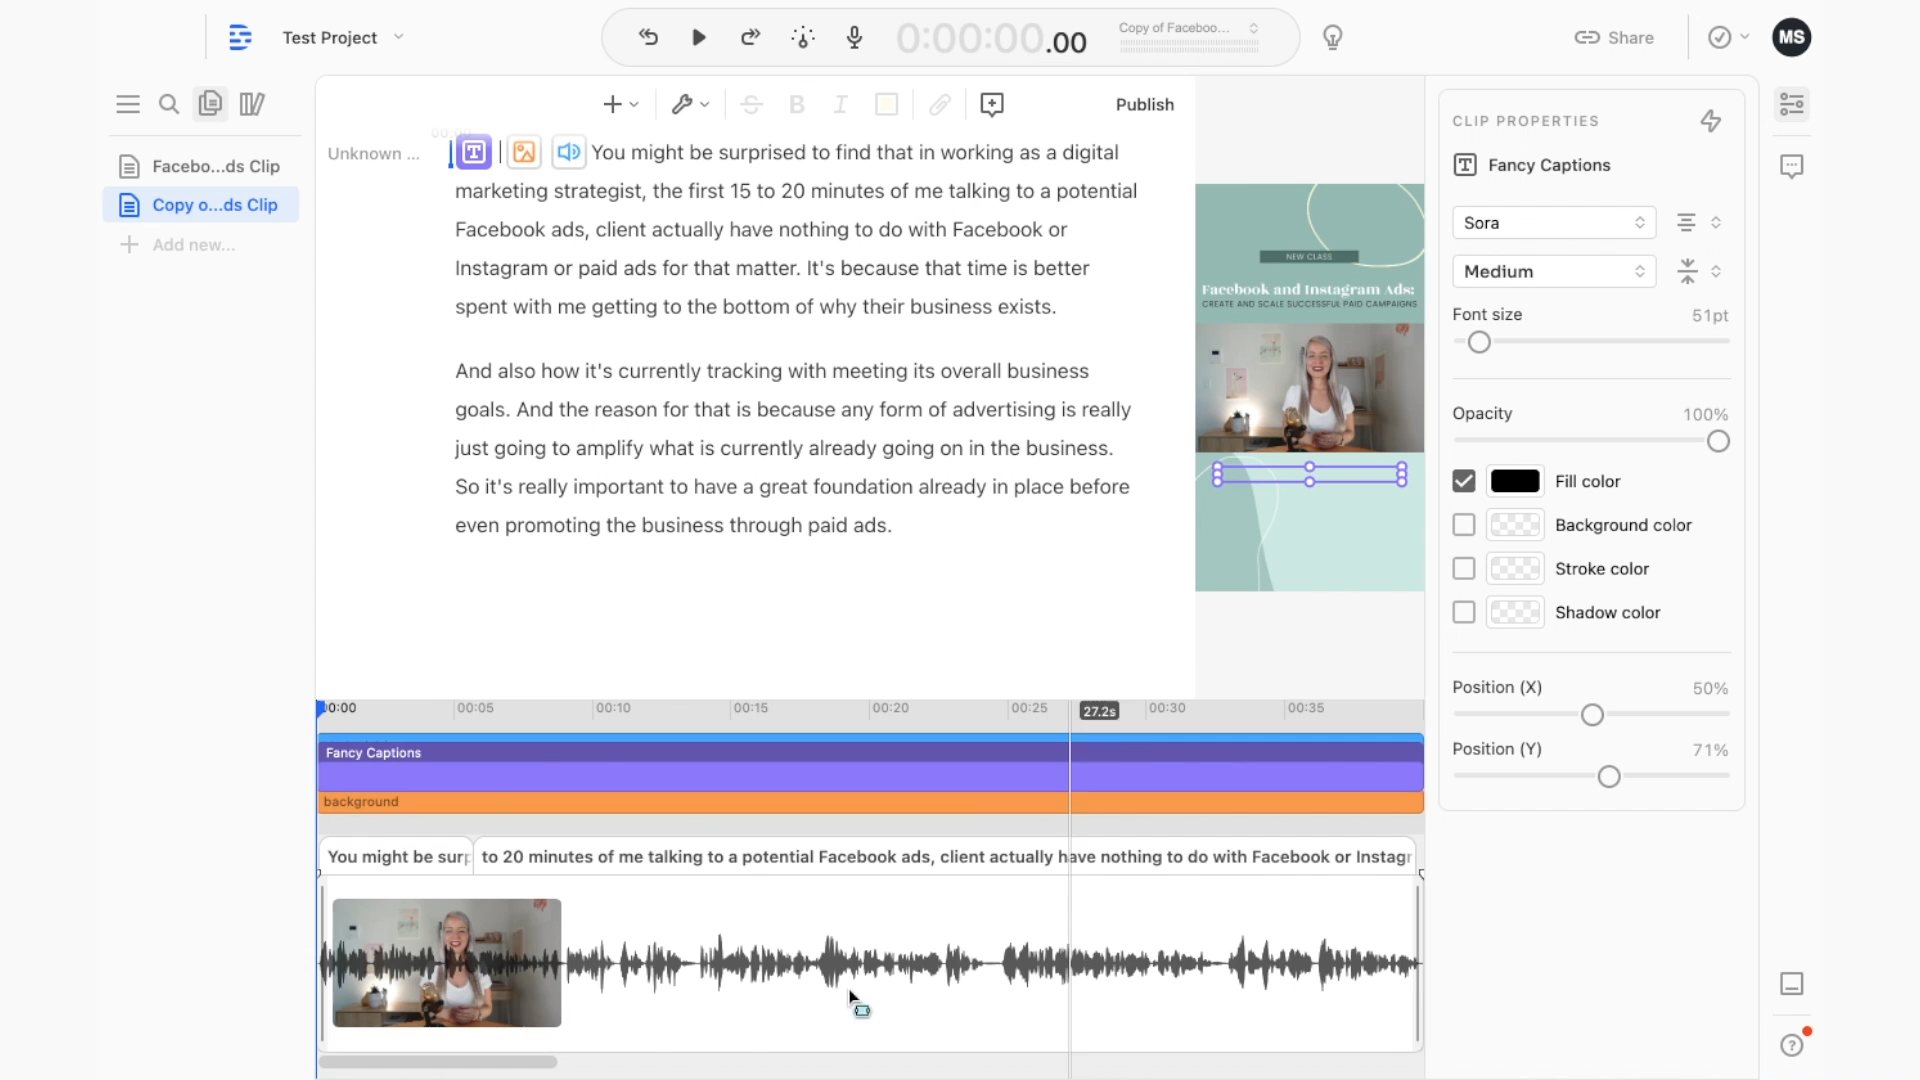 Test Project
0:00:00.00
Copy of Faceboo...
Share
MS
Publish
Facebo...ds Clip
Copy o...ds Clip
Add new...
00:00
Unknown ...
You might be surprised to find that in working as a digital
marketing strategist, the first 15 to 20 minutes of me talking to a potential
Facebook ads, client actually have nothing to do with Facebook or
Instagram or paid ads for that matter. It's because that time is better
spent with me getting to the bottom of why their business exists.
And also how it's currently tracking with meeting its overall business
goals. And the reason for that is because any form of advertising is really
just going to amplify what is currently already going on in the business.
So it's really important to have a great foundation already in place before
even promoting the business through paid ads.
NEW CLASS
Facebook and Instagram Ads:
CREATE AND SCALE SUCCESSFUL PAID CAMPAIGNS
CLIP PROPERTIES
Fancy Captions
Sora
Medium
Font size 51pt
Opacity 100%
Fill color
Background color
Stroke color
Shadow color
Position (X) 50%
Position (Y) 71%
00:00 00:05 00:10 00:15 00:20 00:25 27.2s 00:30 00:35
Fancy Captions
background
You might be surp
to 20 minutes of me talking to a potential Facebook ads, client actually have nothing to do with Facebook or Instagr